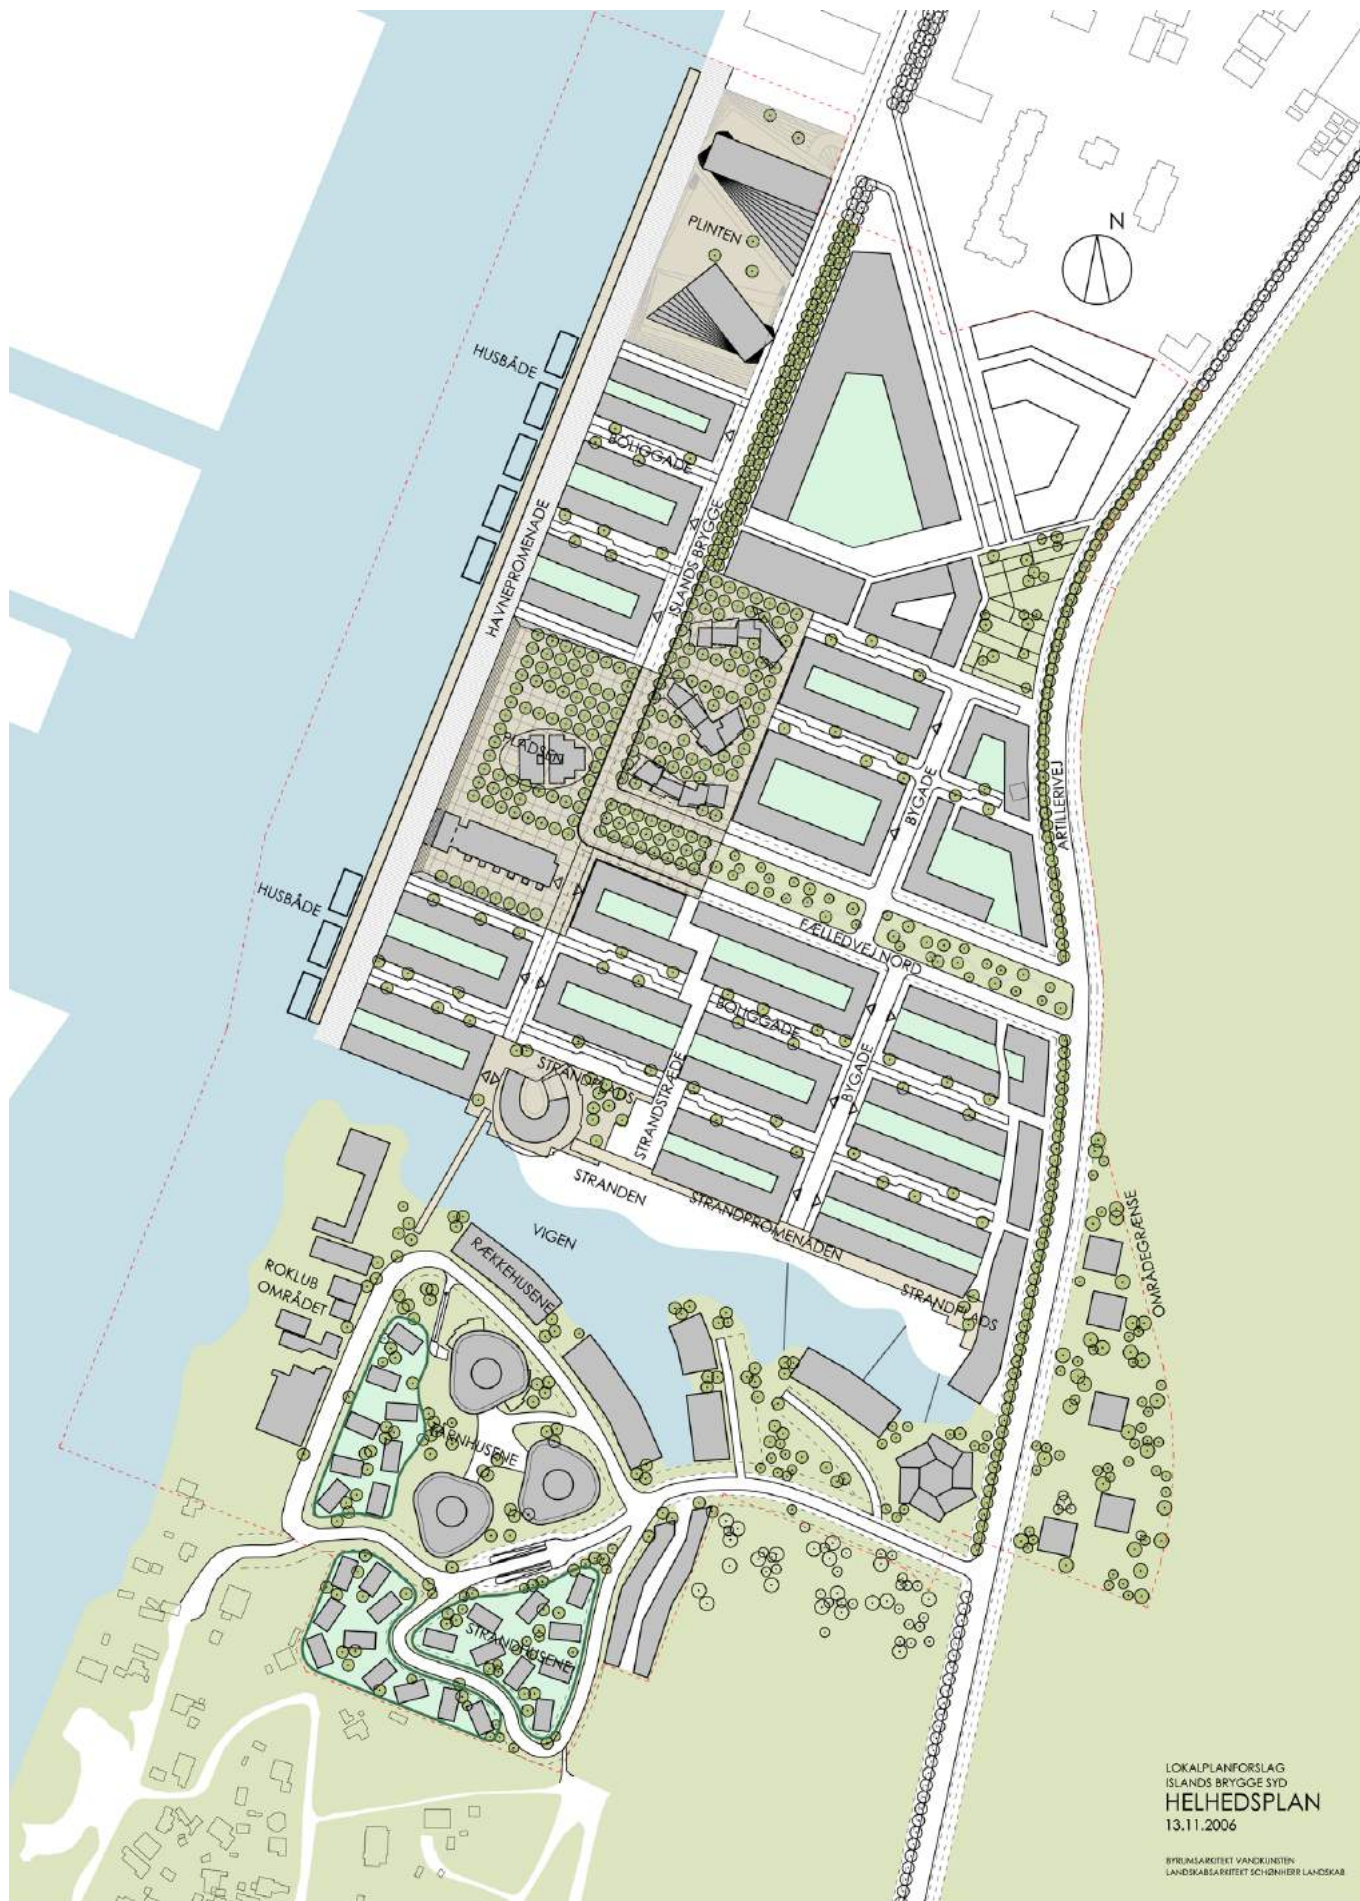 N
PLINTEN
HUSBÅDE
BOLIGGADE
ISLANDS BRYGGE
HAVNEPROMENADE
PLADSEN
BYGADE
ARTILLERIVEJ
HUSBÅDE
FÆLLEDVEJ NORD
BOLIGGADE
STRANDPLADS
STRANDSTRÆDE
BYGADE
STRANDEN
STRANDPROMENADEN
VIGEN
RÆKKEHUSENE
ROKLUB
OMRÅDET
STRANDPLADS
OMRÅDEGRÆNSE
TÅRNHUSENE
STRANDHUSENE
LOKALPLANFORSLAG
ISLANDS BRYGGE SYD
HELHEDSPLAN
13.11.2006
BYRUMSARKITEKT VANDKUNSTEN
LANDSKABSARKITEKT SCHØNHERR LANDSKAB